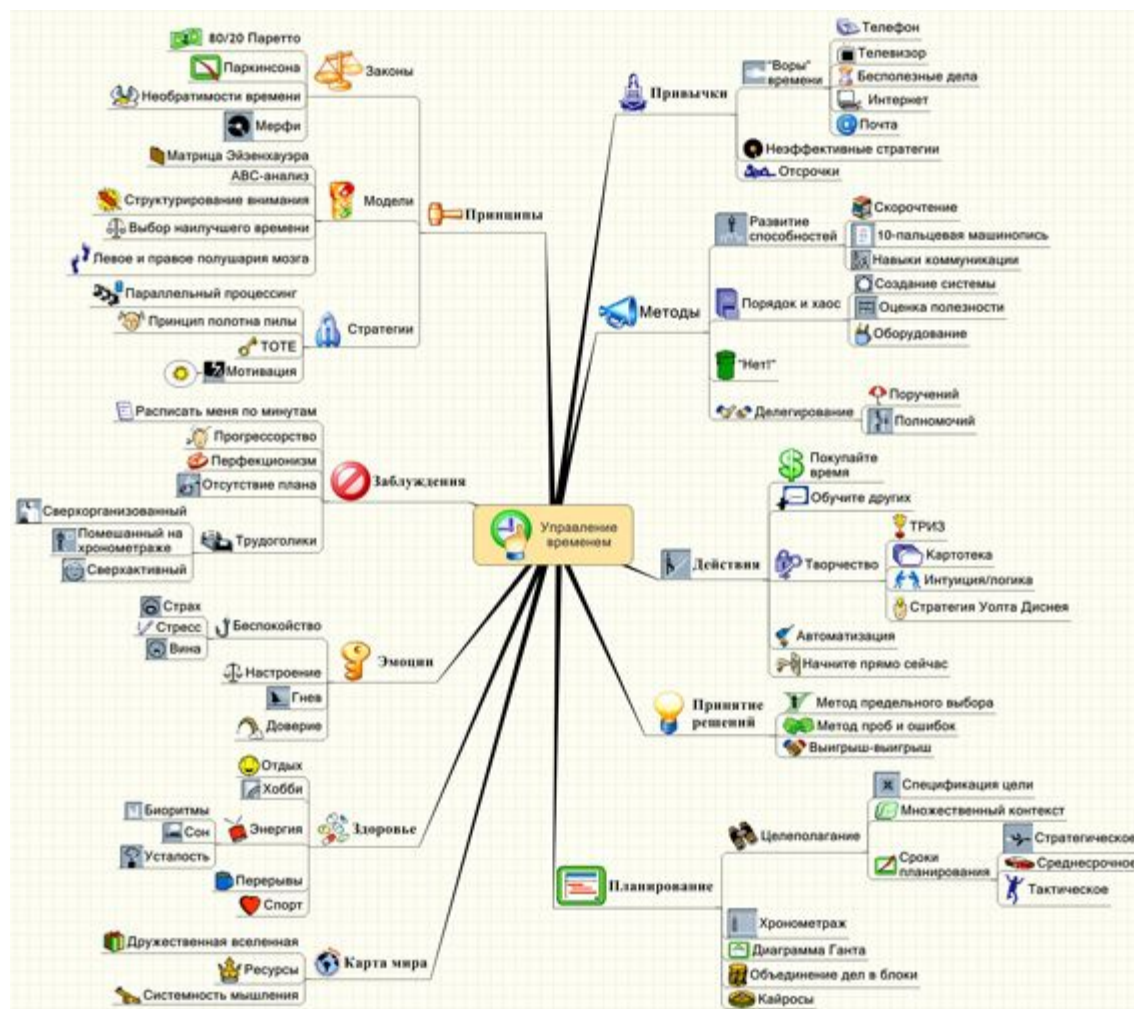 Управление
временем
Принципы
Законы
80/20 Паретто
Паркинсона
Необратимости времени
Мерфи
Модели
Матрица Эйзенхауэра
ABC-анализ
Структурирование внимания
Выбор наилучшего времени
Левое и правое полушария мозга
Стратегии
Параллельный процессинг
Принцип полотна пилы
ТОТЕ
Мотивация
Заблуждения
Расписать меня по минутам
Прогрессорство
Перфекционизм
Отсутствие плана
Трудоголики
Сверхорганизованный
Помешанный на
хронометраже
Сверхактивный
Эмоции
Беспокойство
Страх
Стресс
Вина
Настроение
Гнев
Доверие
Здоровье
Отдых
Хобби
Энергия
Биоритмы
Сон
Усталость
Перерывы
Спорт
Карта мира
Дружественная вселенная
Ресурсы
Системность мышления
Привычки
"Воры"
времени
Телефон
Телевизор
Бесполезные дела
Интернет
Почта
Неэффективные стратегии
Отсрочки
Методы
Развитие
способностей
Скорочтение
10-пальцевая машинопись
Навыки коммуникации
Порядок и хаос
Создание системы
Оценка полезности
Оборудование
"Нет!"
Делегирование
Поручений
Полномочий
Действия
Покупайте
время
Обучите других
Творчество
ТРИЗ
Картотека
Интуиция/логика
Стратегия Уолта Диснея
Автоматизация
Начните прямо сейчас
Принятие
решений
Метод предельного выбора
Метод проб и ошибок
Выигрыш-выигрыш
Планирование
Целеполагание
Спецификация цели
Множественный контекст
Сроки
планирования
Стратегическое
Среднесрочное
Тактическое
Хронометраж
Диаграмма Ганта
Объединение дел в блоки
Кайросы